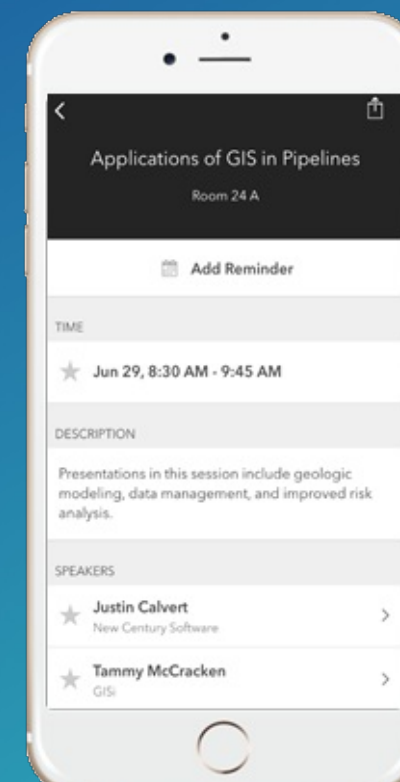 Applications of GIS in Pipelines
Room 24 A
Add Reminder
TIME
Jun 29, 8:30 AM - 9:45 AM
DESCRIPTION
Presentations in this session include geologic
modeling, data management, and improved risk
analysis.
SPEAKERS
Justin Calvert
New Century Software
Tammy McCracken
GISi